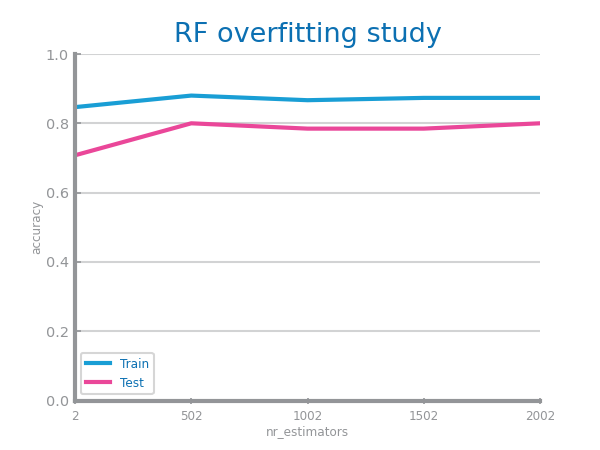 RF overfitting study
1.0
0.8
0.6
0.4
0.2
0.0
accuracy
Train
Test
2 502 1002 1502 2002
nr_estimators